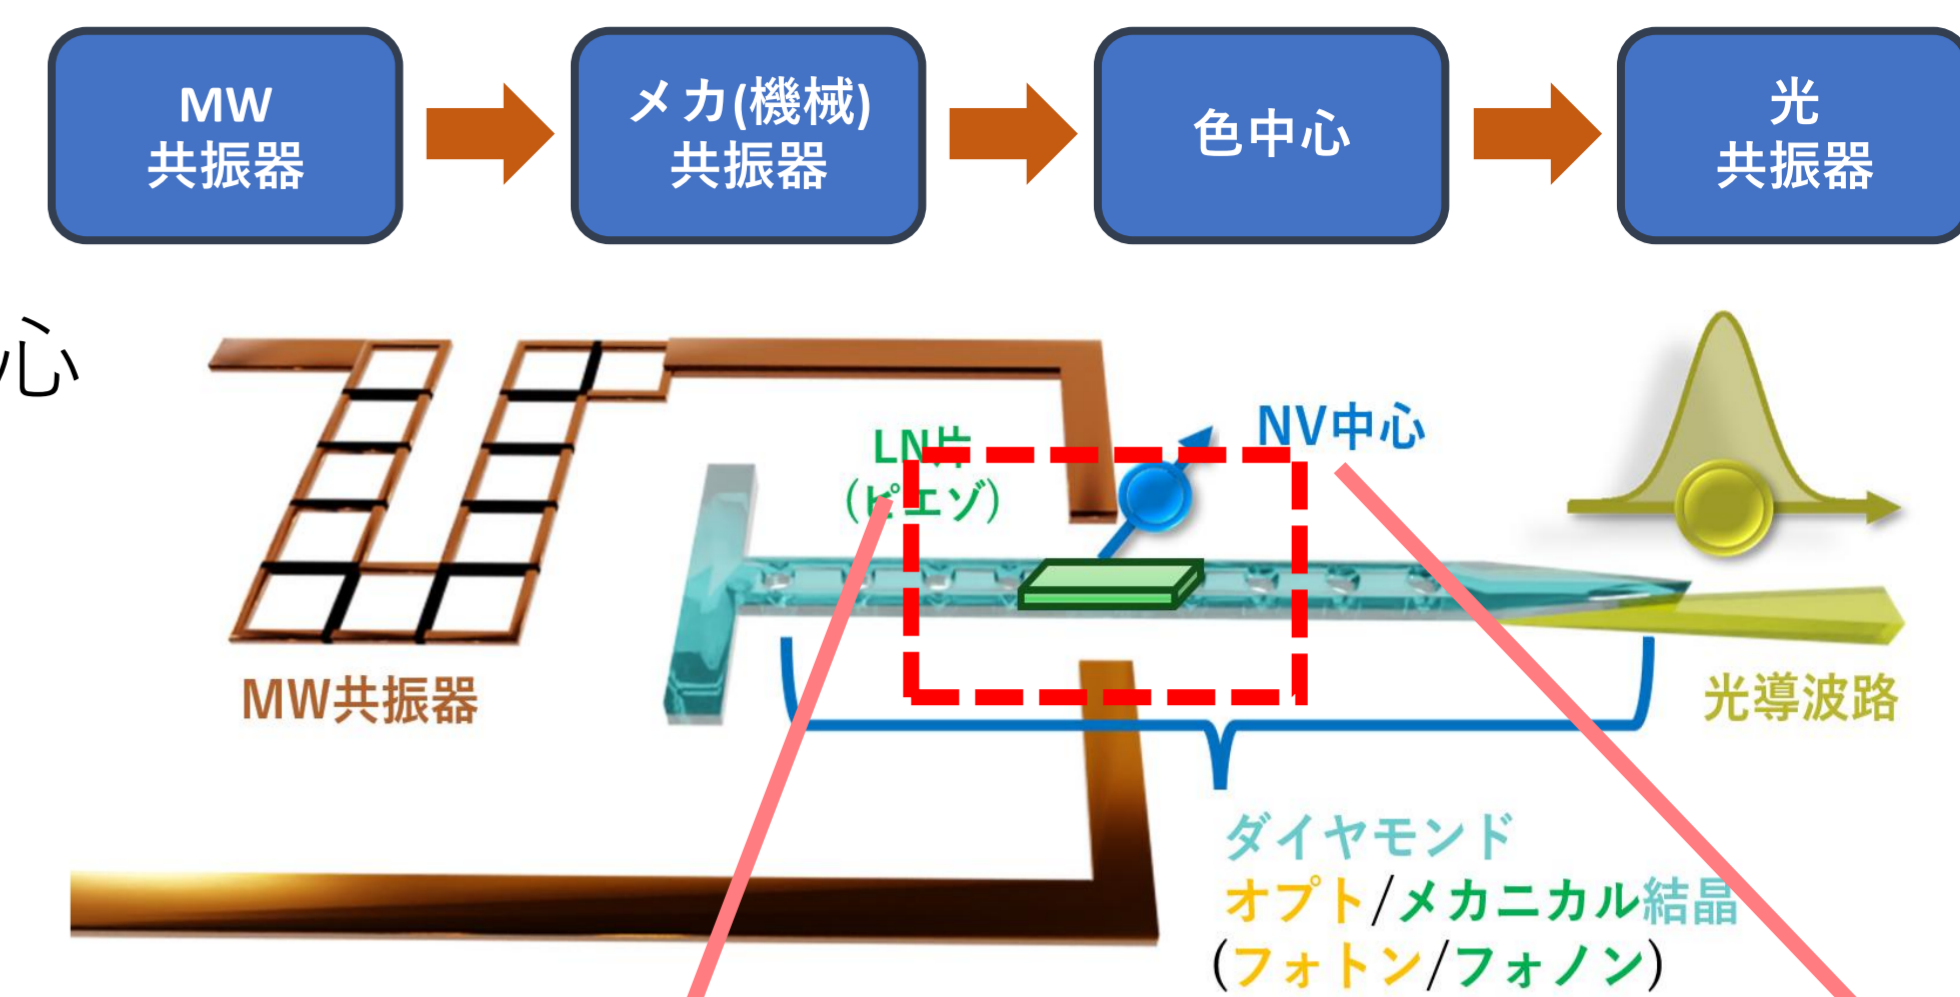 MW
共振器
メカ(機械)
共振器
色中心
光
共振器
心
NV中心
LN片
(ピエゾ)
MW共振器
光導波路
ダイヤモンド
オプト/メカニカル結晶
(フォトン/フォノン)